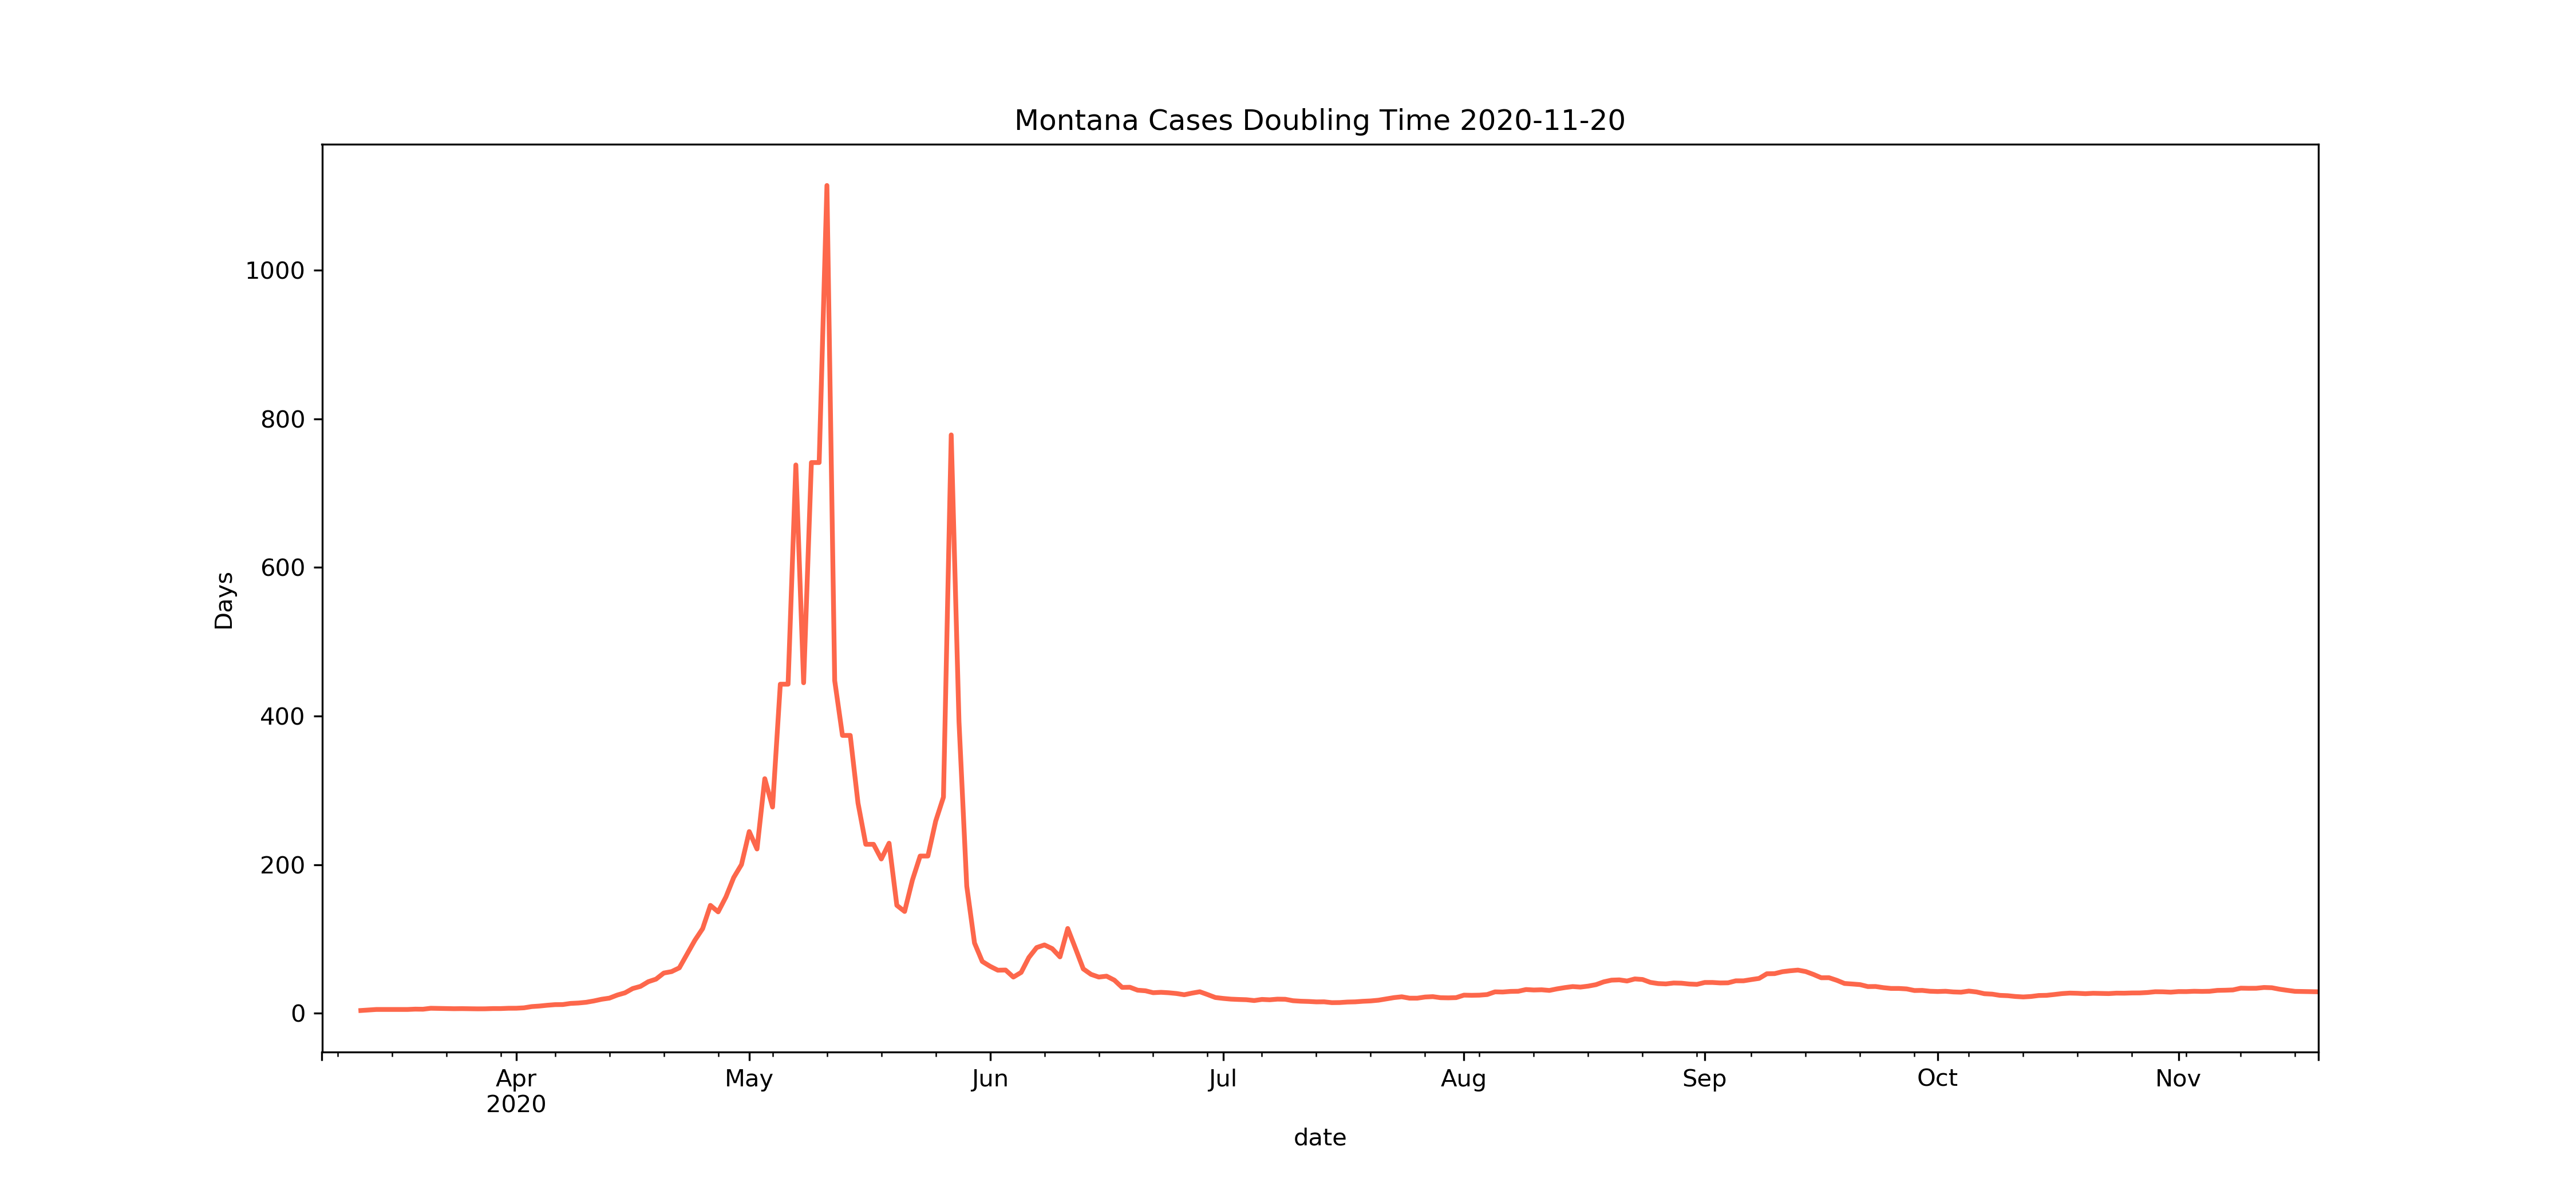 Montana Cases Doubling Time 2020-11-20
1000
800
600
400
200
0
Days
Apr
2020
May
Jun
Jul
Aug
Sep
Oct
Nov
date